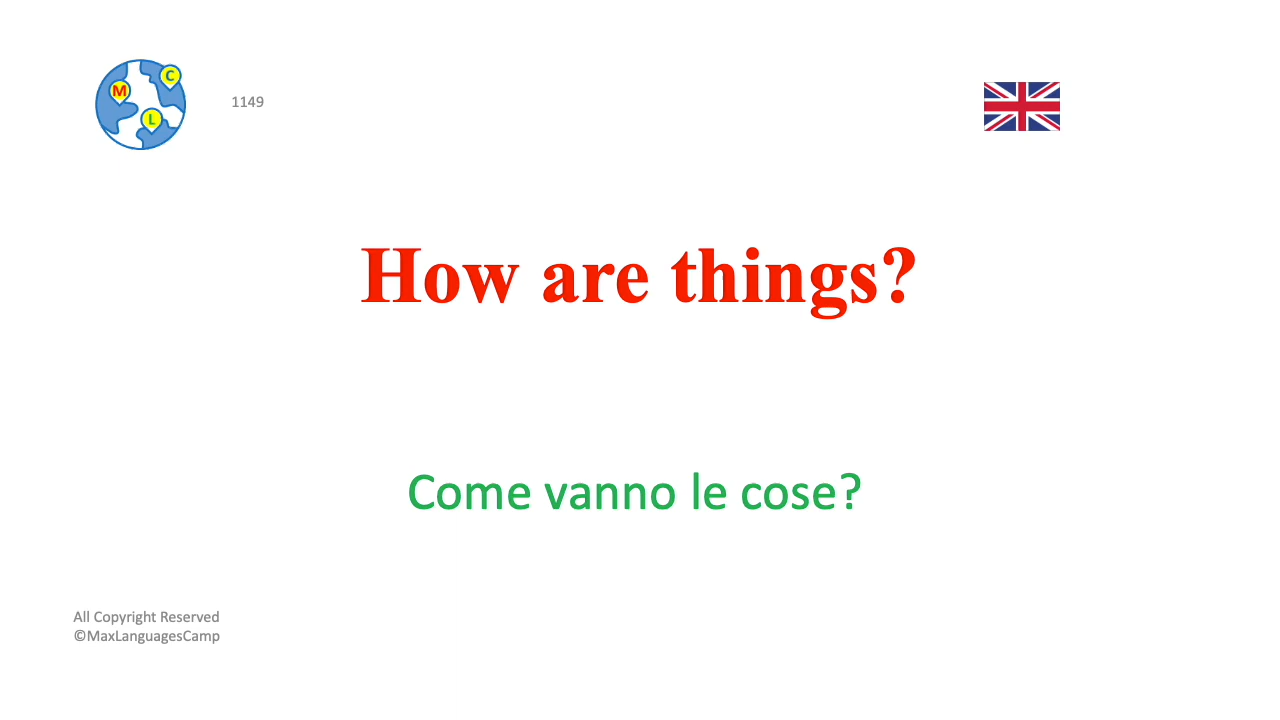 M
C
L
1149
How are things?
Come vanno le cose?
All Copyright Reserved
©MaxLanguagesCamp